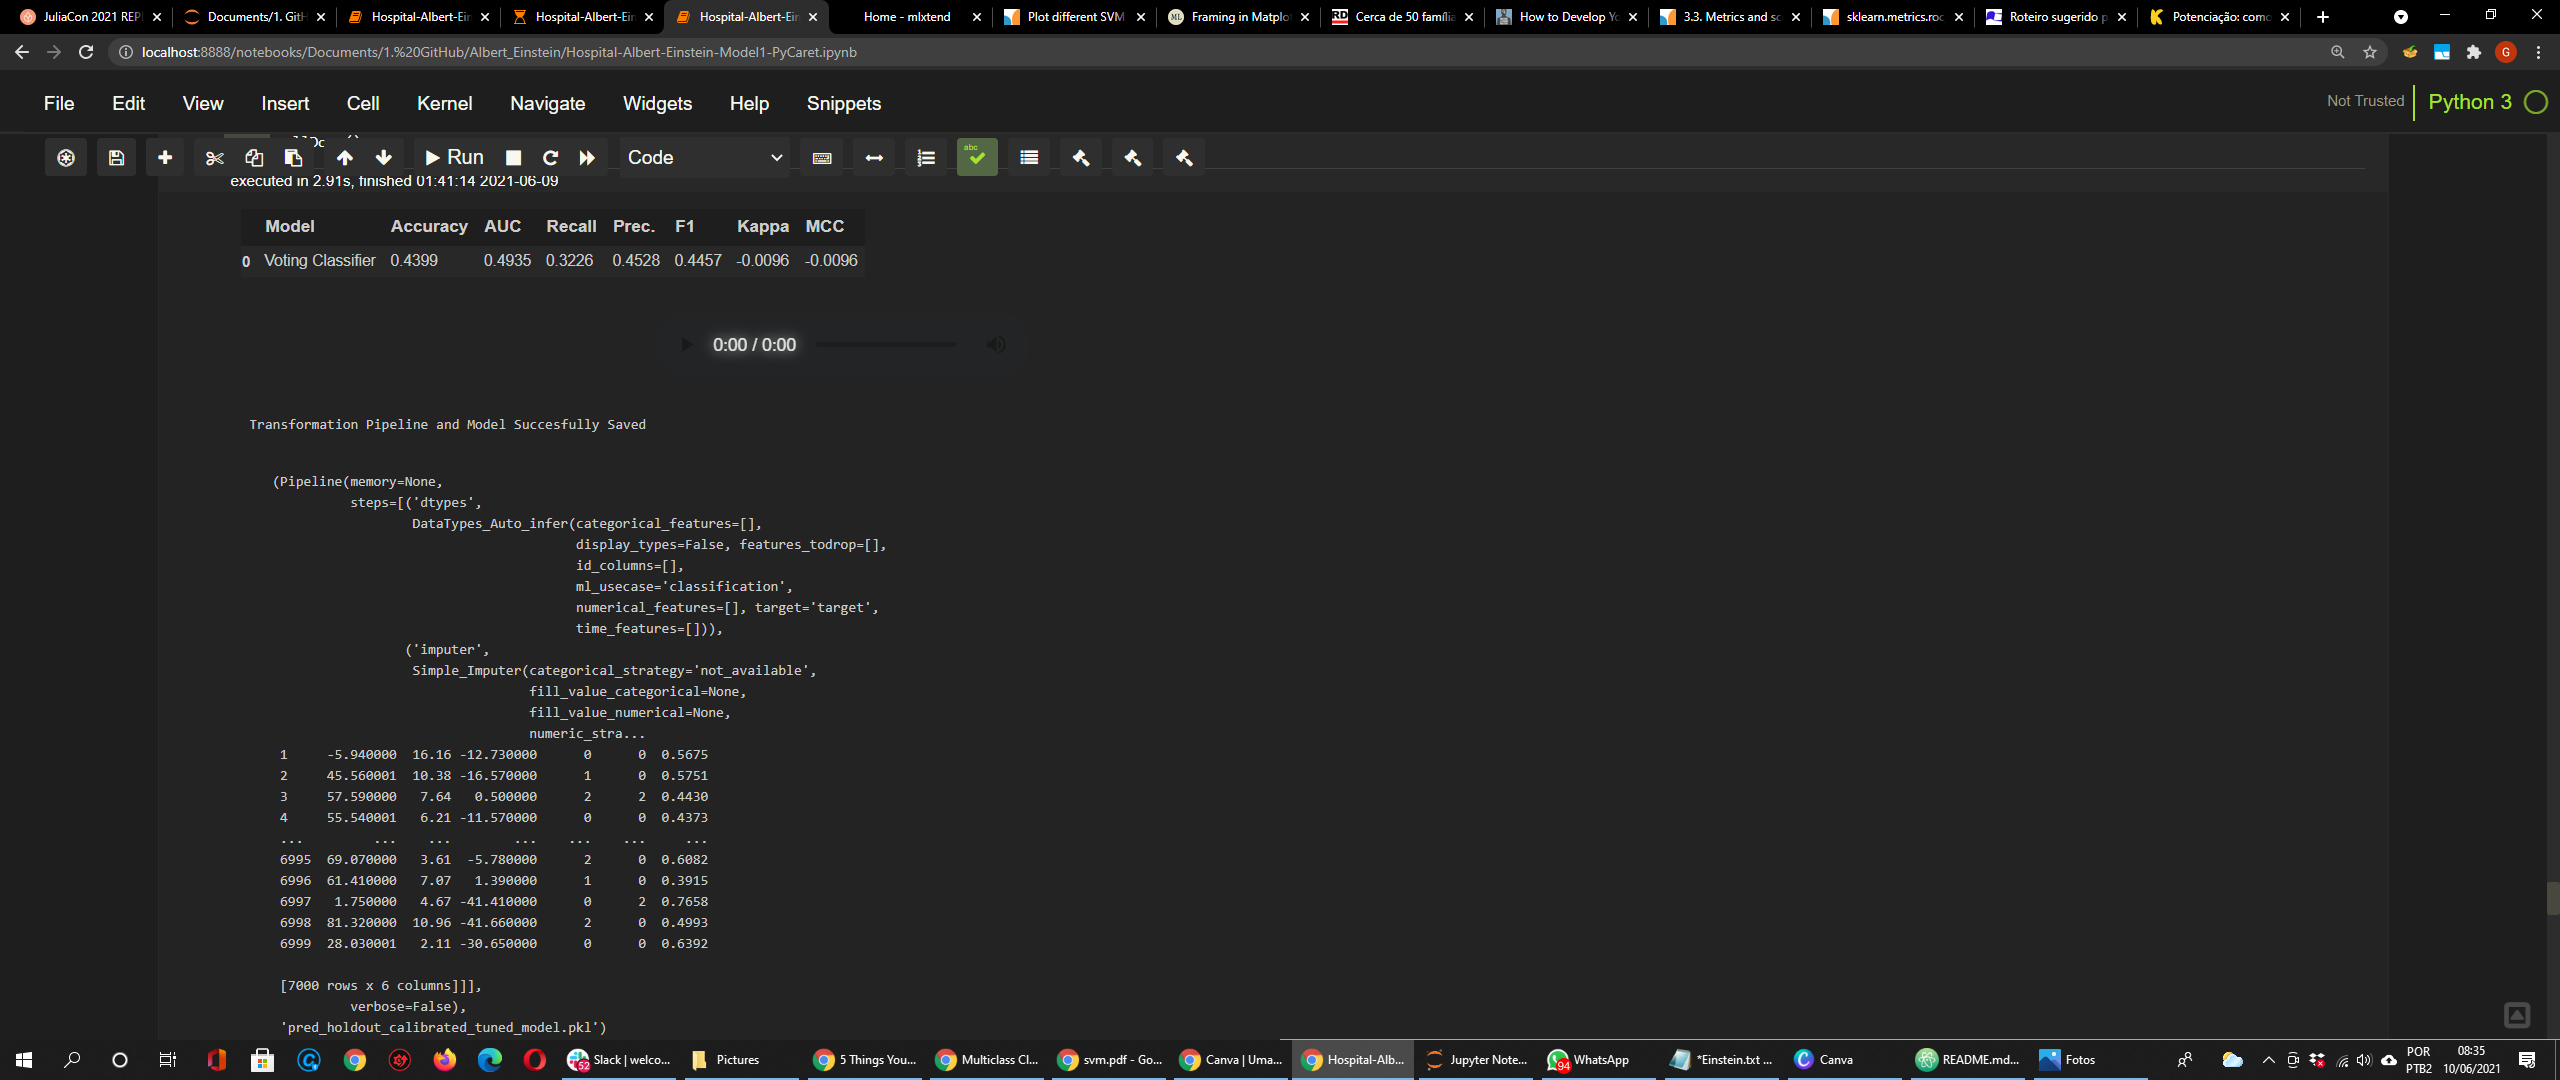 JuliaCon 2021 REP
Documents/1. GitH
Hospital-Albert-Ein
Hospital-Albert-Ein
Hospital-Albert-Ein
Home - mlxtend
Plot different SVM
Framing in Matplot
Cerca de 50 família
How to Develop Yo
3.3. Metrics and sc
sklearn.metrics.roc
Roteiro sugerido p
Potenciação: como
localhost:8888/notebooks/Documents/1.%20GitHub/Albert_Einstein/Hospital-Albert-Einstein-Model1-PyCaret.ipynb
File Edit View Insert Cell Kernel Navigate Widgets Help Snippets
Not Trusted Python 3
Run Code
executed in 2.91s, finished 01:41:14 2021-06-09
Model Accuracy AUC Recall Prec. F1 Kappa MCC
0 Voting Classifier 0.4399 0.4935 0.3226 0.4528 0.4457 -0.0096 -0.0096
0:00 / 0:00
Transformation Pipeline and Model Succesfully Saved
(Pipeline(memory=None,
steps=[('dtypes',
DataTypes_Auto_infer(categorical_features=[],
display_types=False, features_todrop=[],
id_columns=[],
ml_usecase='classification',
numerical_features=[], target='target',
time_features=[])),
('imputer',
Simple_Imputer(categorical_strategy='not_available',
fill_value_categorical=None,
fill_value_numerical=None,
numeric_stra...
1 -5.940000 16.16 -12.730000 0 0 0.5675
2 45.560001 10.38 -16.570000 1 0 0.5751
3 57.590000 7.64 0.500000 2 2 0.4430
4 55.540001 6.21 -11.570000 0 0 0.4373
... ... ... ... ... ... ...
6995 69.070000 3.61 -5.780000 2 0 0.6082
6996 61.410000 7.07 1.390000 1 0 0.3915
6997 1.750000 4.67 -41.410000 0 2 0.7658
6998 81.320000 10.96 -41.660000 2 0 0.4993
6999 28.030001 2.11 -30.650000 0 0 0.6392
[7000 rows x 6 columns]]],
verbose=False),
'pred_holdout_calibrated_tuned_model.pkl')
Slack | welco...
Pictures
5 Things You...
Multiclass Cl...
svm.pdf - Go...
Canva | Uma...
Hospital-Alb...
Jupyter Note...
WhatsApp
*Einstein.txt ...
Canva
README.md...
Fotos
POR
PTB2
08:35
10/06/2021